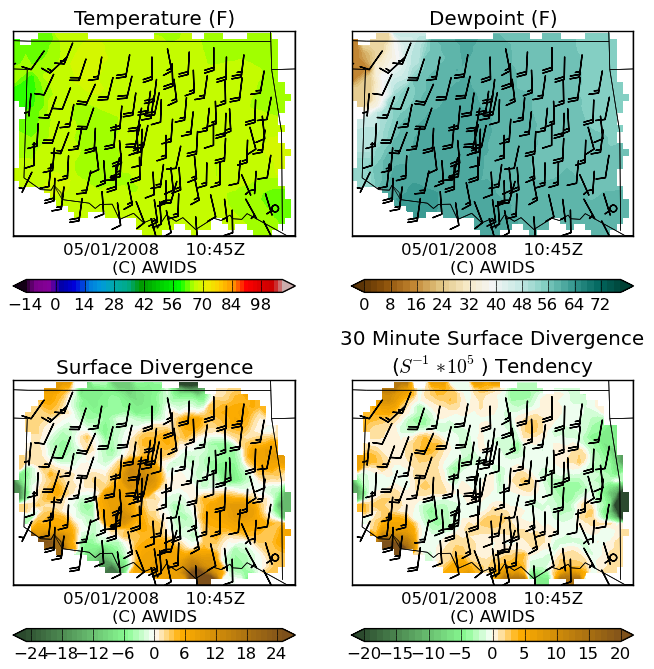 Temperature (F)
Dewpoint (F)
05/01/2008 10:45Z
(C) AWIDS
05/01/2008 10:45Z
(C) AWIDS
−14 0 14 28 42 56 70 84 98
0 8 16 24 32 40 48 56 64 72
Surface Divergence
30 Minute Surface Divergence
(S⁻¹ *10⁵ ) Tendency
05/01/2008 10:45Z
(C) AWIDS
05/01/2008 10:45Z
(C) AWIDS
−24 −18 −12 −6 0 6 12 18 24
−20 −15 −10 −5 0 5 10 15 20